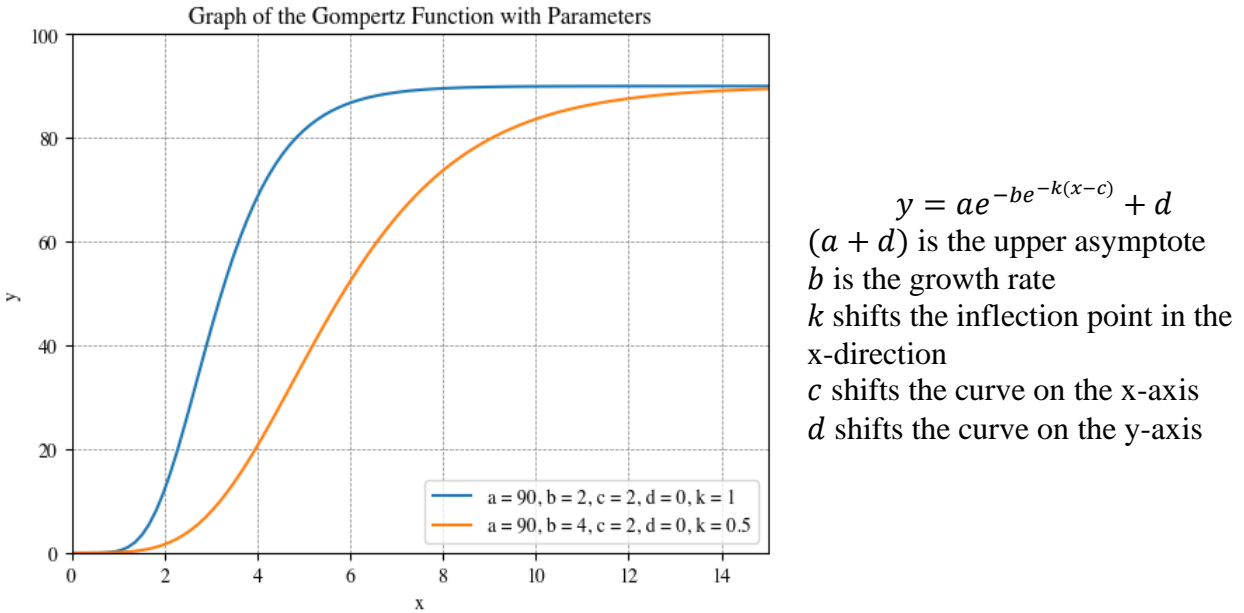 Graph of the Gompertz Function with Parameters
100
80
60
40
20
0
y
0 2 4 6 8 10 12 14
x
a = 90, b = 2, c = 2, d = 0, k = 1
a = 90, b = 4, c = 2, d = 0, k = 0.5
𝑦 = 𝑎𝑒^{−𝑏𝑒^{−𝑘(𝑥−𝑐)}} + 𝑑
(𝑎 + 𝑑) is the upper asymptote
𝑏 is the growth rate
𝑘 shifts the inflection point in the
x-direction
𝑐 shifts the curve on the x-axis
𝑑 shifts the curve on the y-axis